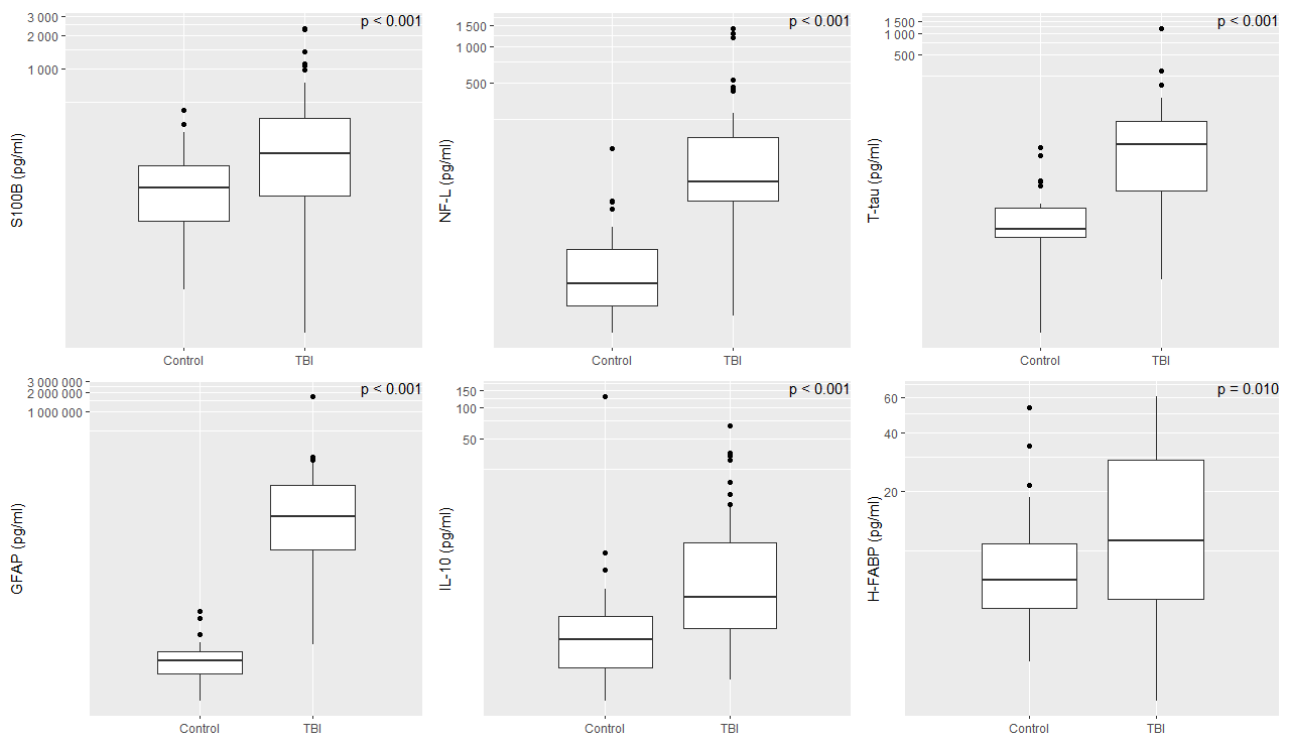 p < 0.001
3 000
2 000
1 000
S100B (pg/ml)
Control TBI
p < 0.001
1 500
1 000
500
NF-L (pg/ml)
Control TBI
p < 0.001
1 500
1 000
500
T-tau (pg/ml)
Control TBI
p < 0.001
3 000 000
2 000 000
1 000 000
GFAP (pg/ml)
Control TBI
p < 0.001
150
100
50
IL-10 (pg/ml)
Control TBI
p = 0.010
60
40
20
H-FABP (pg/ml)
Control TBI